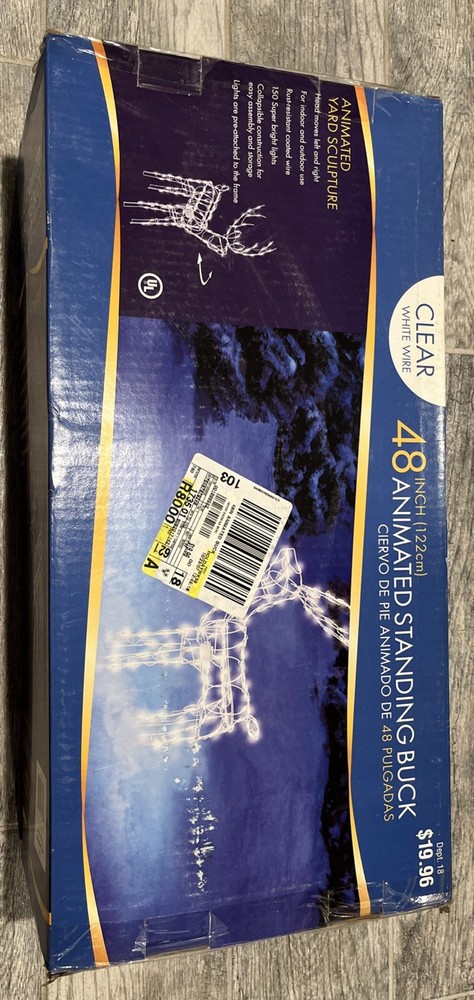 CLEAR
WHITE WIRE
48 INCH (122cm)
ANIMATED STANDING BUCK
CIERVO DE PIE ANIMADO DE 48 PULGADAS
Dept. 18
$19.96
ANIMATED
YARD SCULPTURE
Head moves left and right
For indoor and outdoor use
Rust-resistant coated wire
150 Super bright lights
Collapsible construction for
easy assembly and storage
Lights are pre-attached to the frame
UL
103
18
A